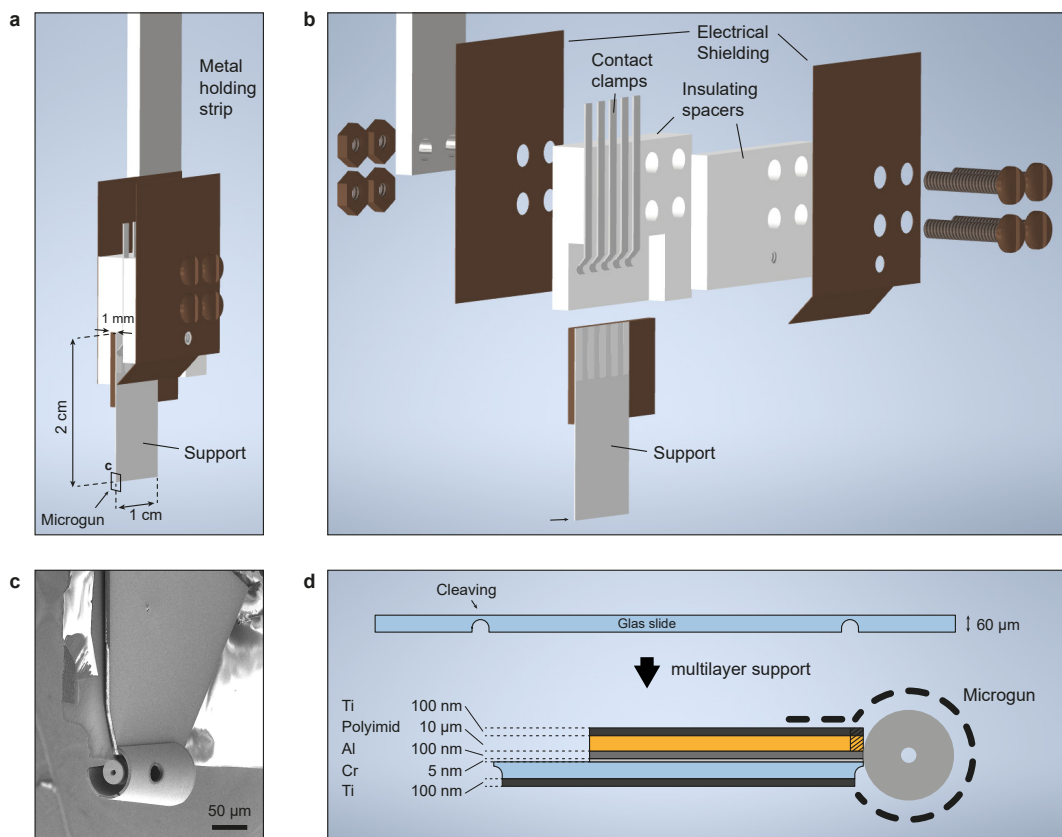 a
Metal
holding
strip
1 mm
2 cm
Support
c
Microgun
1 cm
b
Electrical
Shielding
Contact
clamps
Insulating
spacers
Support
c
50 µm
d
Cleaving
Glas slide
60 µm
multilayer support
Microgun
Ti 100 nm
Polyimid 10 µm
Al 100 nm
Cr 5 nm
Ti 100 nm